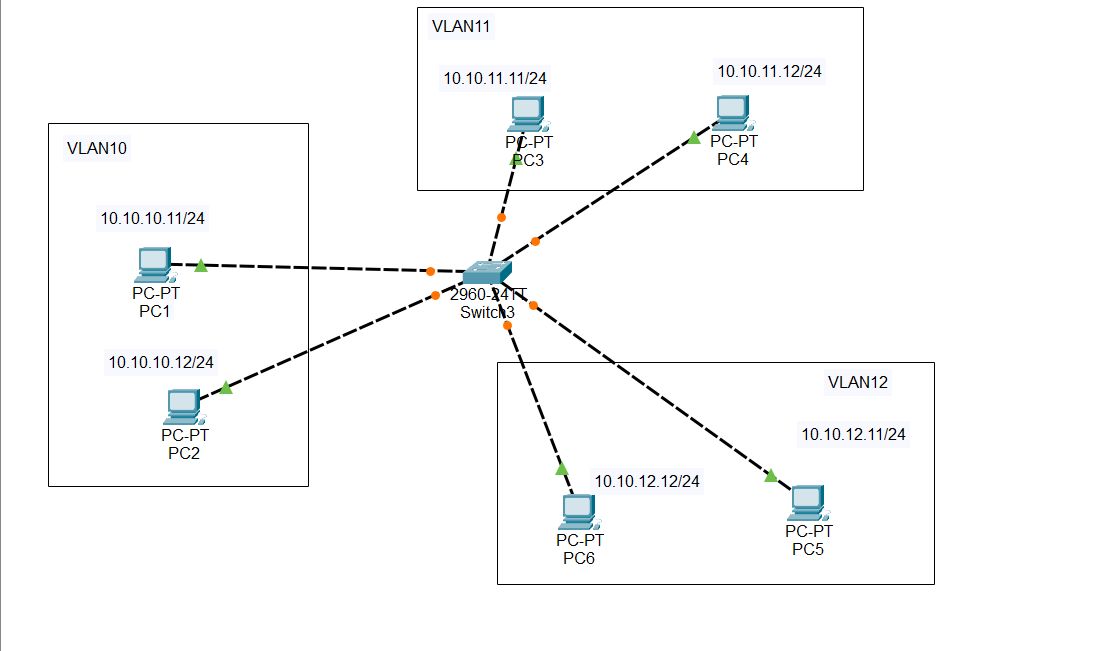 VLAN11
10.10.11.11/24
10.10.11.12/24
PC-PT
PC3
PC-PT
PC4
VLAN10
10.10.10.11/24
PC-PT
PC1
10.10.10.12/24
PC-PT
PC2
2960-24TT
Switch3
VLAN12
10.10.12.11/24
10.10.12.12/24
PC-PT
PC6
PC-PT
PC5